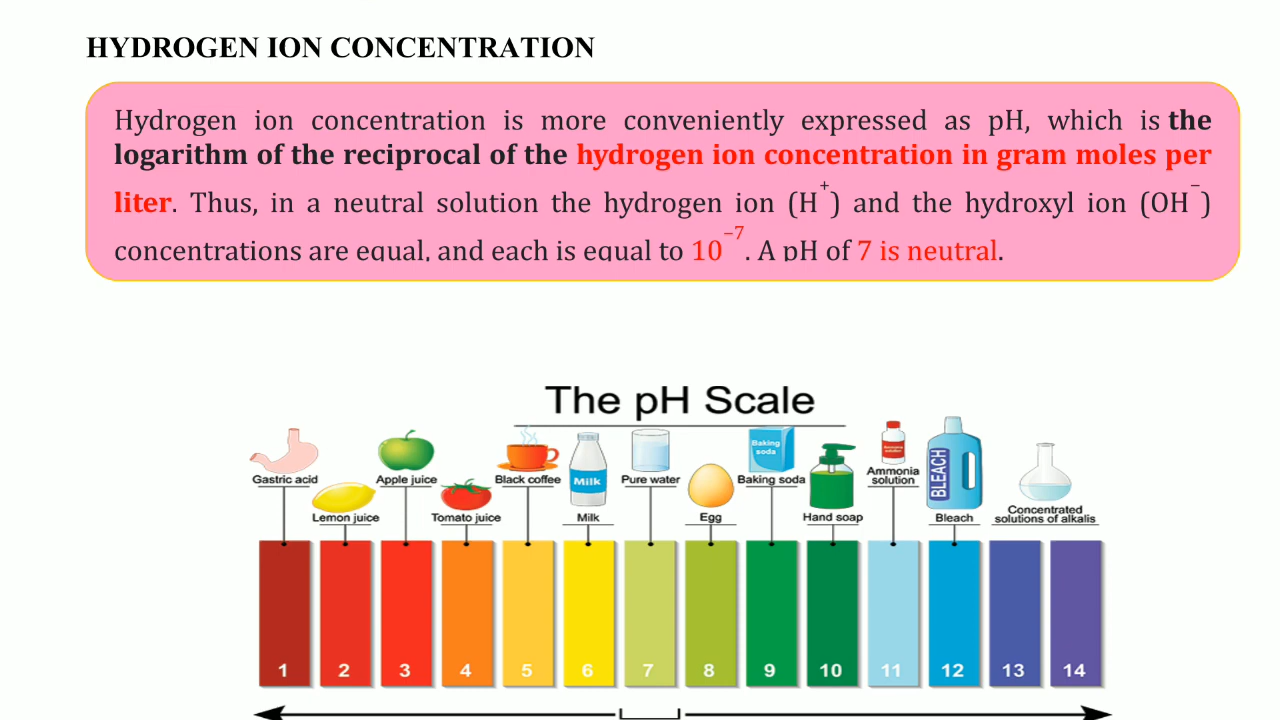 HYDROGEN ION CONCENTRATION
Hydrogen ion concentration is more conveniently expressed as pH, which is the
logarithm of the reciprocal of the hydrogen ion concentration in gram moles per
liter. Thus, in a neutral solution the hydrogen ion (H⁺) and the hydroxyl ion (OH⁻)
concentrations are equal, and each is equal to 10⁻⁷. A pH of 7 is neutral.
The pH Scale
Gastric acid
Lemon juice
Apple juice
Tomato juice
Black coffee
Milk
Milk
Pure water
Egg
Baking
soda
Baking soda
Hand soap
Ammonia
solution
BLEACH
Bleach
Concentrated
solutions of alkalis
1 2 3 4 5 6 7 8 9 10 11 12 13 14